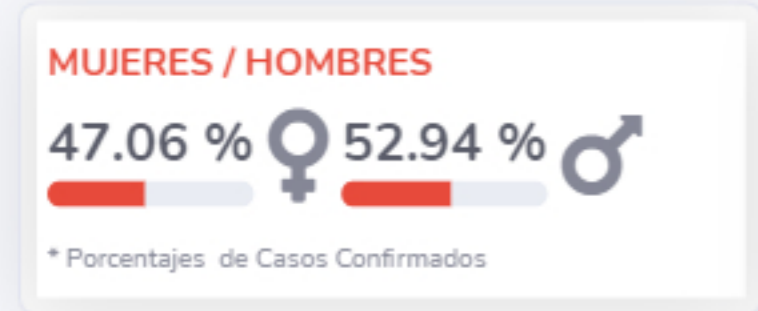 MUJERES / HOMBRES
47.06 % 52.94 %
* Porcentajes de Casos Confirmados